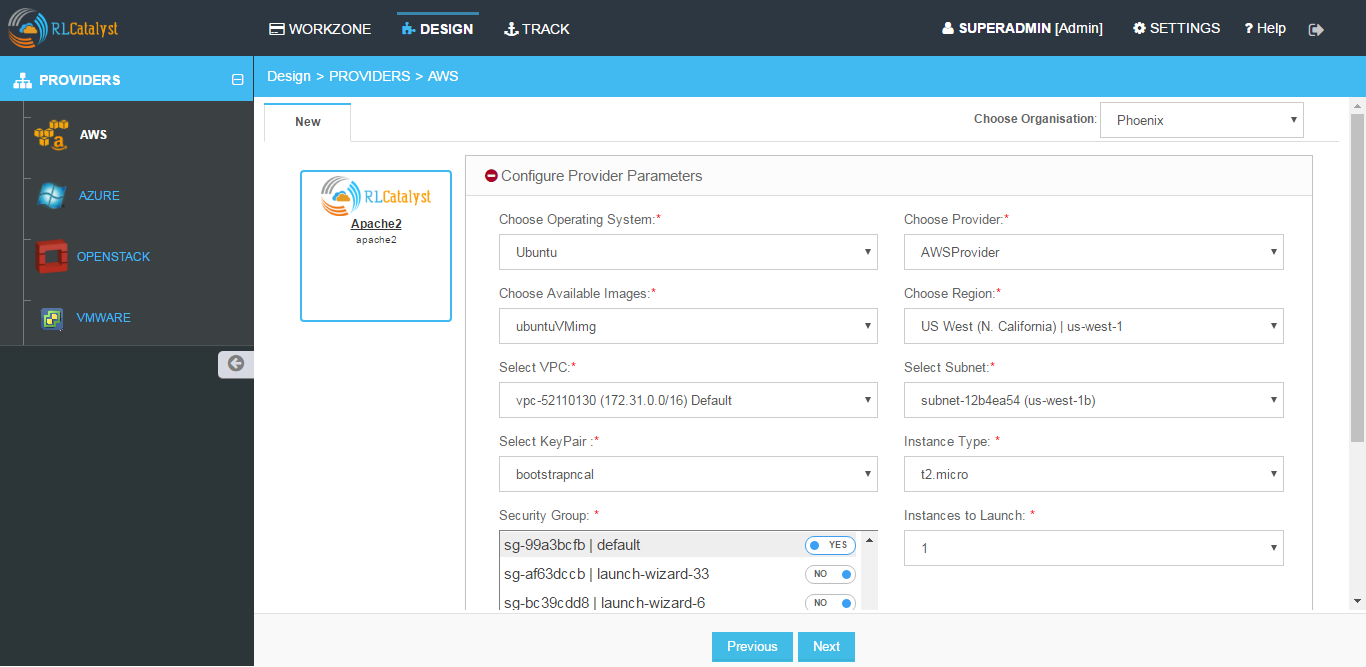 RLCatalyst
WORKZONE
DESIGN
TRACK
SUPERADMIN [Admin]
SETTINGS
? Help
PROVIDERS
Design > PROVIDERS > AWS
AWS
AZURE
OPENSTACK
VMWARE
New
Choose Organisation:
Phoenix
RLCatalyst
Apache2
apache2
Configure Provider Parameters
Choose Operating System:*
Ubuntu
Choose Provider:*
AWSProvider
Choose Available Images:*
ubuntuVMimg
Choose Region:*
US West (N. California) | us-west-1
Select VPC:*
vpc-52110130 (172.31.0.0/16) Default
Select Subnet:*
subnet-12b4ea54 (us-west-1b)
Select KeyPair :*
bootstrapncal
Instance Type: *
t2.micro
Security Group: *
sg-99a3bcfb | default YES
sg-af63dccb | launch-wizard-33 NO
sg-bc39cdd8 | launch-wizard-6 NO
Instances to Launch: *
1
Previous
Next